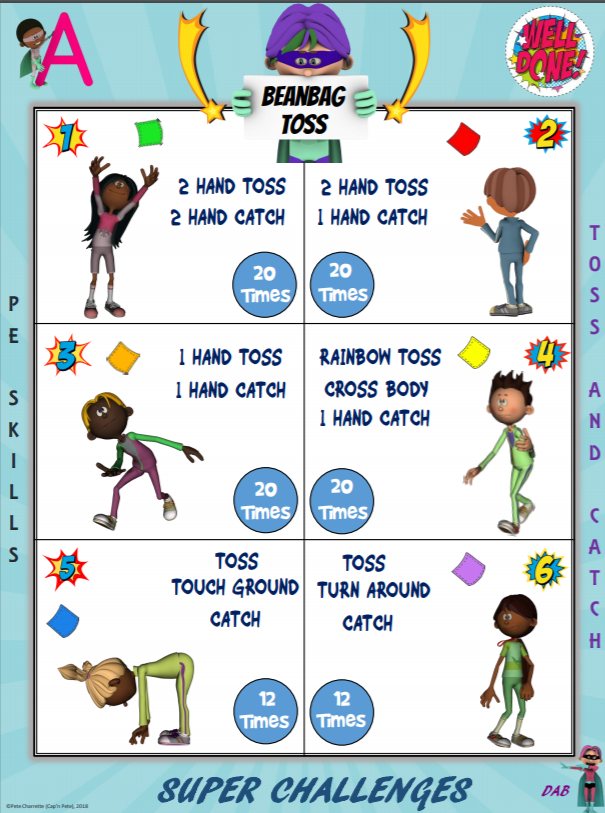 A
WELL
DONE!
BEANBAG
TOSS
PE SKILLS
TOSS AND CATCH
1
2 HAND TOSS
2 HAND CATCH
20
Times
2
2 HAND TOSS
1 HAND CATCH
20
Times
3
1 HAND TOSS
1 HAND CATCH
20
Times
4
RAINBOW TOSS
CROSS BODY
1 HAND CATCH
20
Times
5
TOSS
TOUCH GROUND
CATCH
12
Times
6
TOSS
TURN AROUND
CATCH
12
Times
SUPER CHALLENGES
DAB
©Pete Charrette (Cap'n Pete), 2018